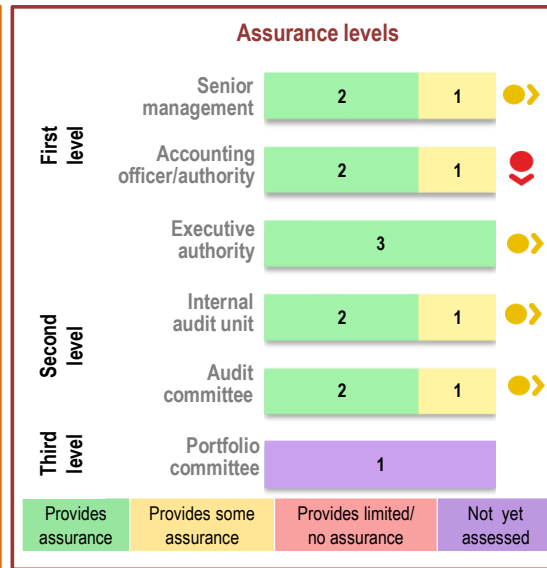 Assurance levels
First
level
Senior
management
2 1
Accounting
officer/authority
2 1
Executive
authority
3
Second
level
Internal
audit unit
2 1
Audit
committee
2 1
Third
level
Portfolio
committee
1
Provides
assurance
Provides some
assurance
Provides limited/
no assurance
Not yet
assessed